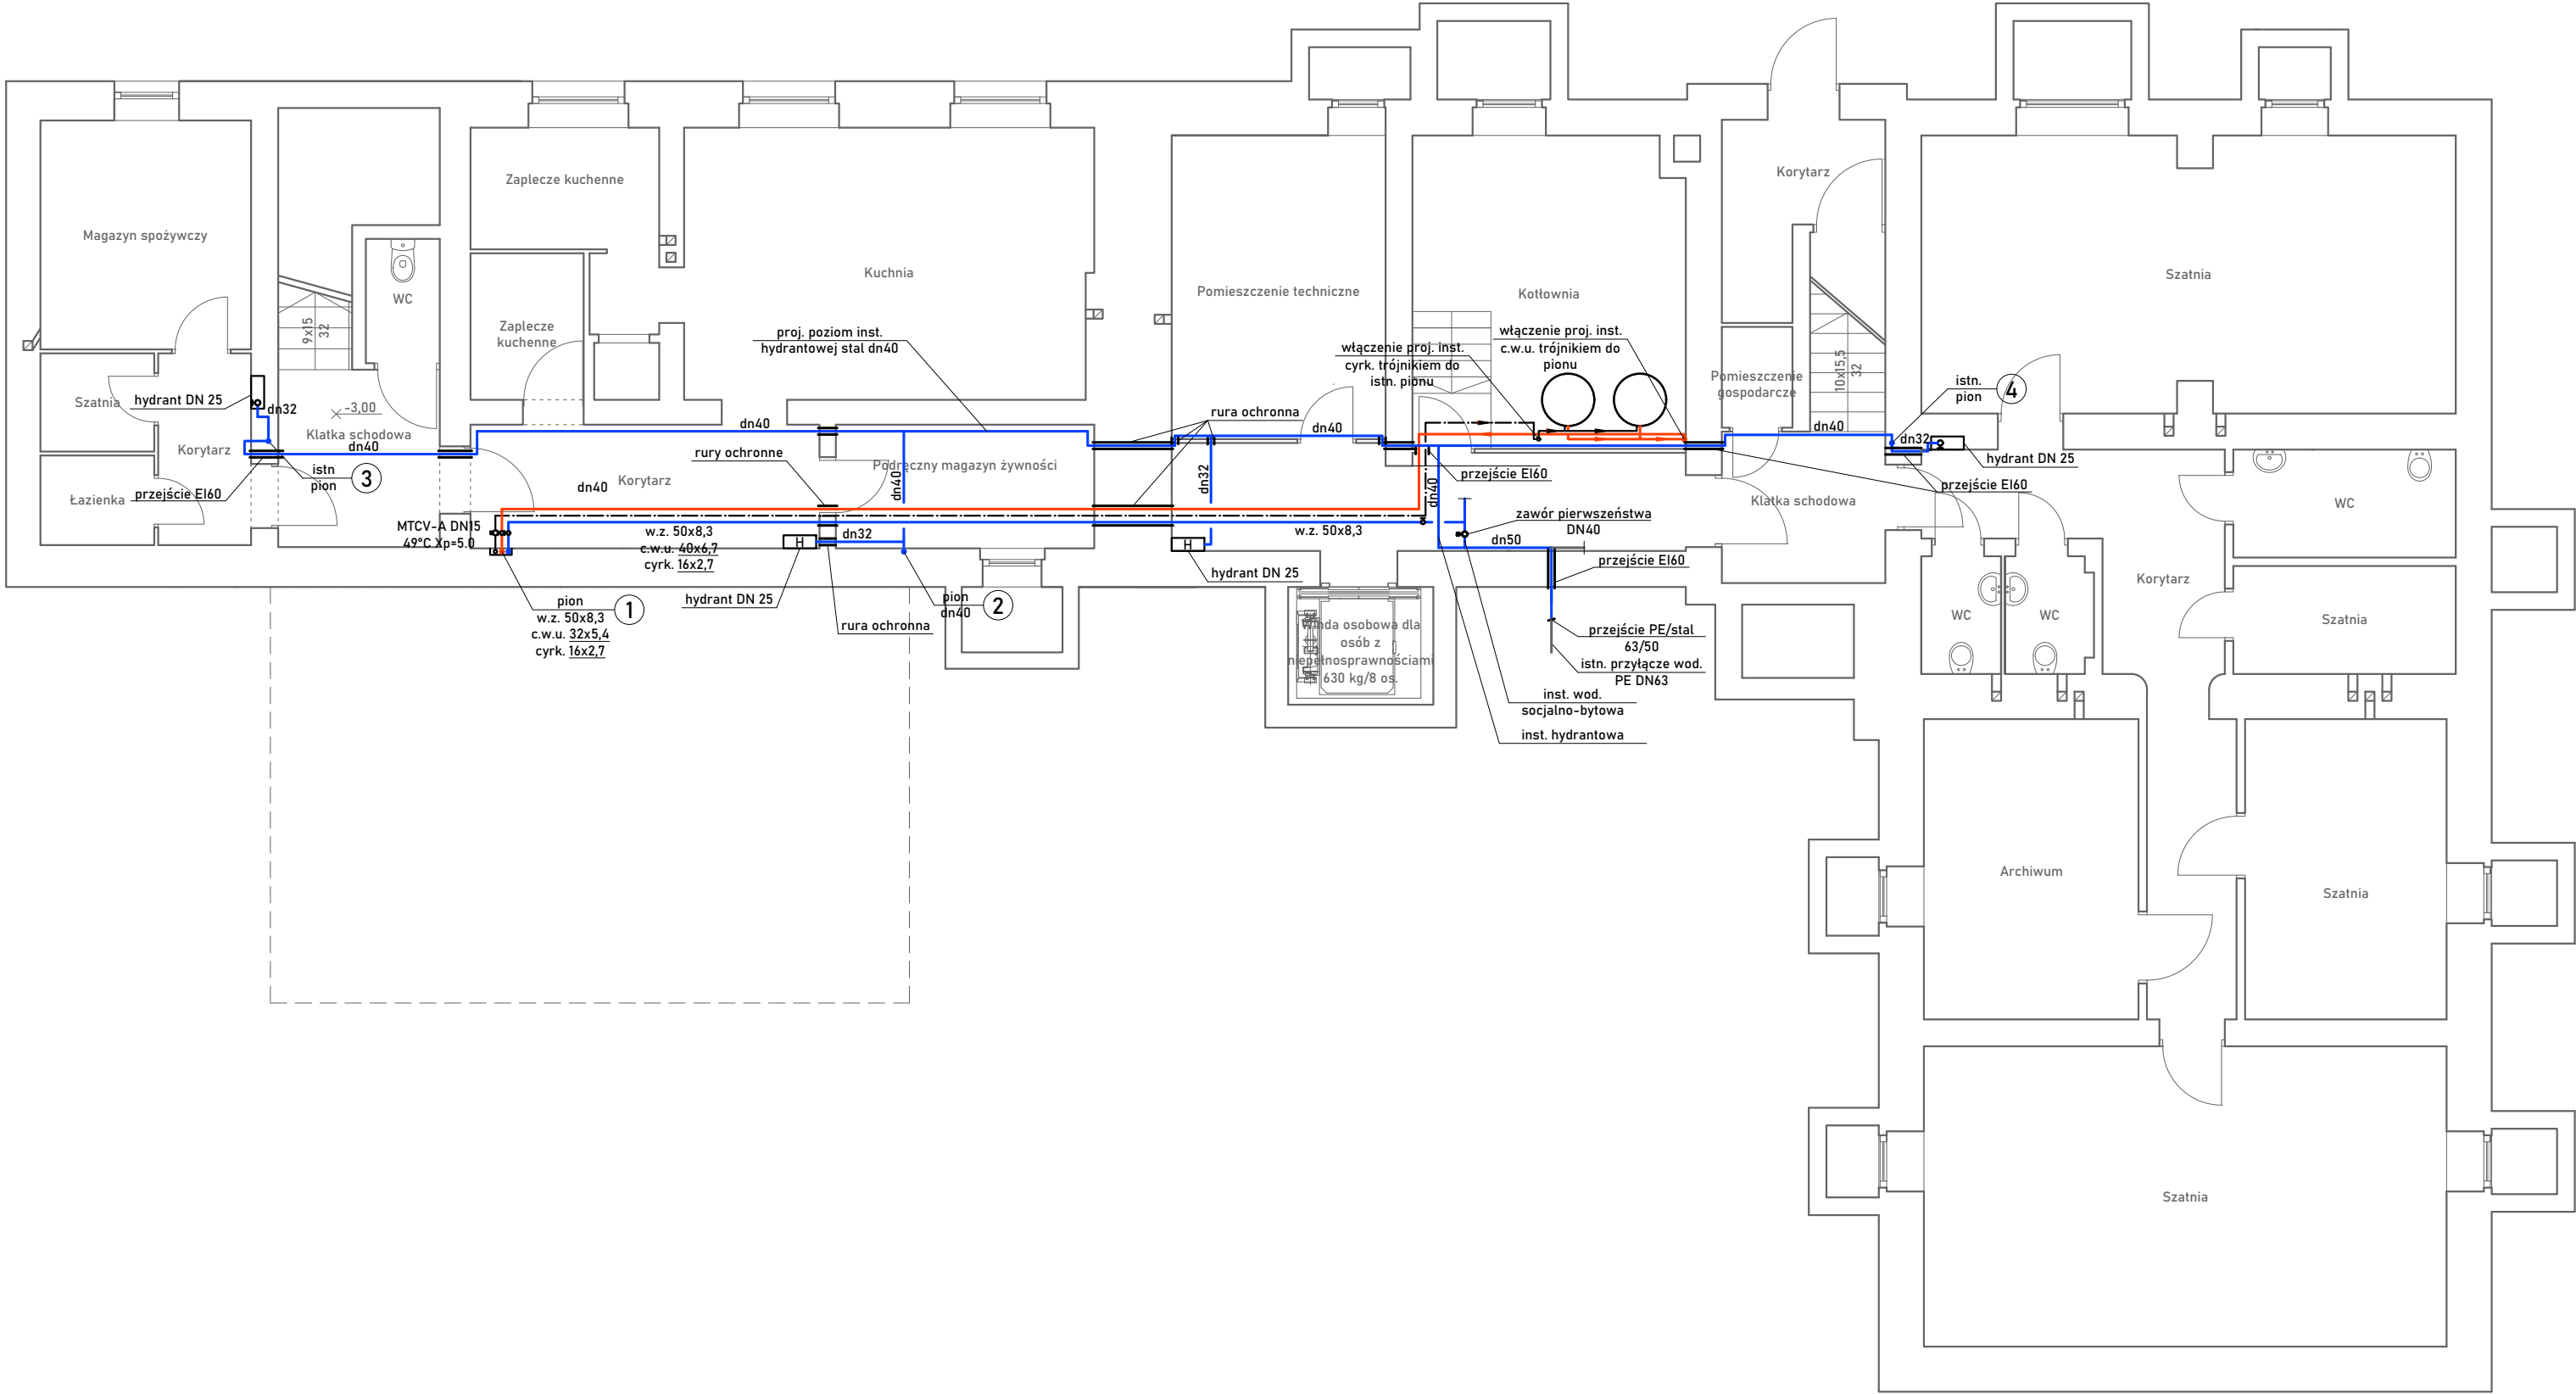 Magazyn spożywczy
Szatnia
Łazienka
Korytarz
hydrant DN 25
dn32
przejście EI60
istn
pion
3
9x15
32
-3,00
Klatka schodowa
dn40
WC
Zaplecze kuchenne
Zaplecze
kuchenne
Kuchnia
proj. poziom inst.
hydrantowej stal dn40
dn40
rury ochronne
Korytarz
dn40
Podręczny magazyn żywności
dn40
MTCV-A DN15
49°C Xp=5.0
w.z. 50x8,3
c.w.u. 40x6,7
cyrk. 16x2,7
H
dn32
hydrant DN 25
rura ochronna
pion
w.z. 50x8,3
c.w.u. 32x5,4
cyrk. 16x2,7
1
pion
dn40
2
Pomieszczenie techniczne
rura ochronna
dn40
dn32
H
hydrant DN 25
w.z. 50x8,3
Kotłownia
włączenie proj. inst.
cyrk. trójnikiem do
istn. pionu
włączenie proj. inst.
c.w.u. trójnikiem do
pionu
przejście EI60
dn40
zawór pierwszeństwa
DN40
dn50
przejście EI60
przejście PE/stal
63/50
istn. przyłącze wod.
PE DN63
inst. wod.
socjalno-bytowa
inst. hydrantowa
osobowa dla
osób z
niepełnosprawnościami
630 kg/8 os.
Korytarz
Pomieszczenie
gospodarcze
10x15,5
32
dn40
Klatka schodowa
istn.
pion
4
dn32
hydrant DN 25
przejście EI60
Szatnia
WC
WC
WC
Korytarz
Szatnia
Archiwum
Szatnia
Szatnia